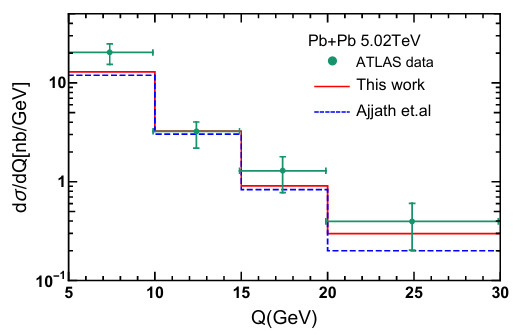 Pb+Pb 5.02TeV
ATLAS data
This work
Ajjath et.al
dσ/dQ[nb/GeV]
10
1
10⁻¹
5 10 15 20 25 30
Q(GeV)